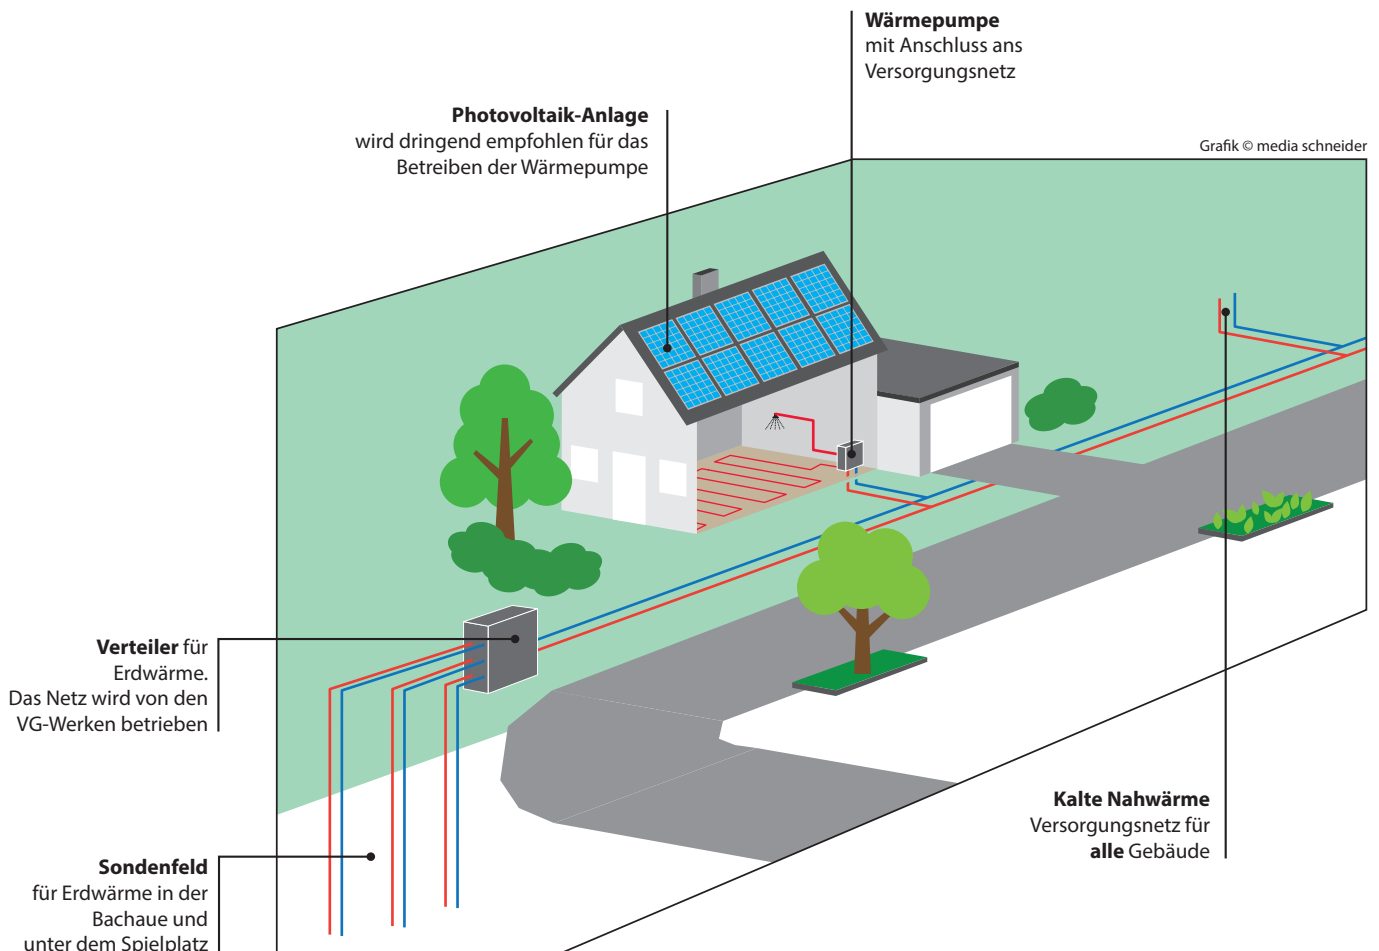 Wärmepumpe
mit Anschluss ans
Versorgungsnetz
Photovoltaik-Anlage
wird dringend empfohlen für das
Betreiben der Wärmepumpe
Grafik © media schneider
Verteiler für
Erdwärme.
Das Netz wird von den
VG-Werken betrieben
Kalte Nahwärme
Versorgungsnetz für
alle Gebäude
Sondenfeld
für Erdwärme in der
Bachaue und
unter dem Spielplatz